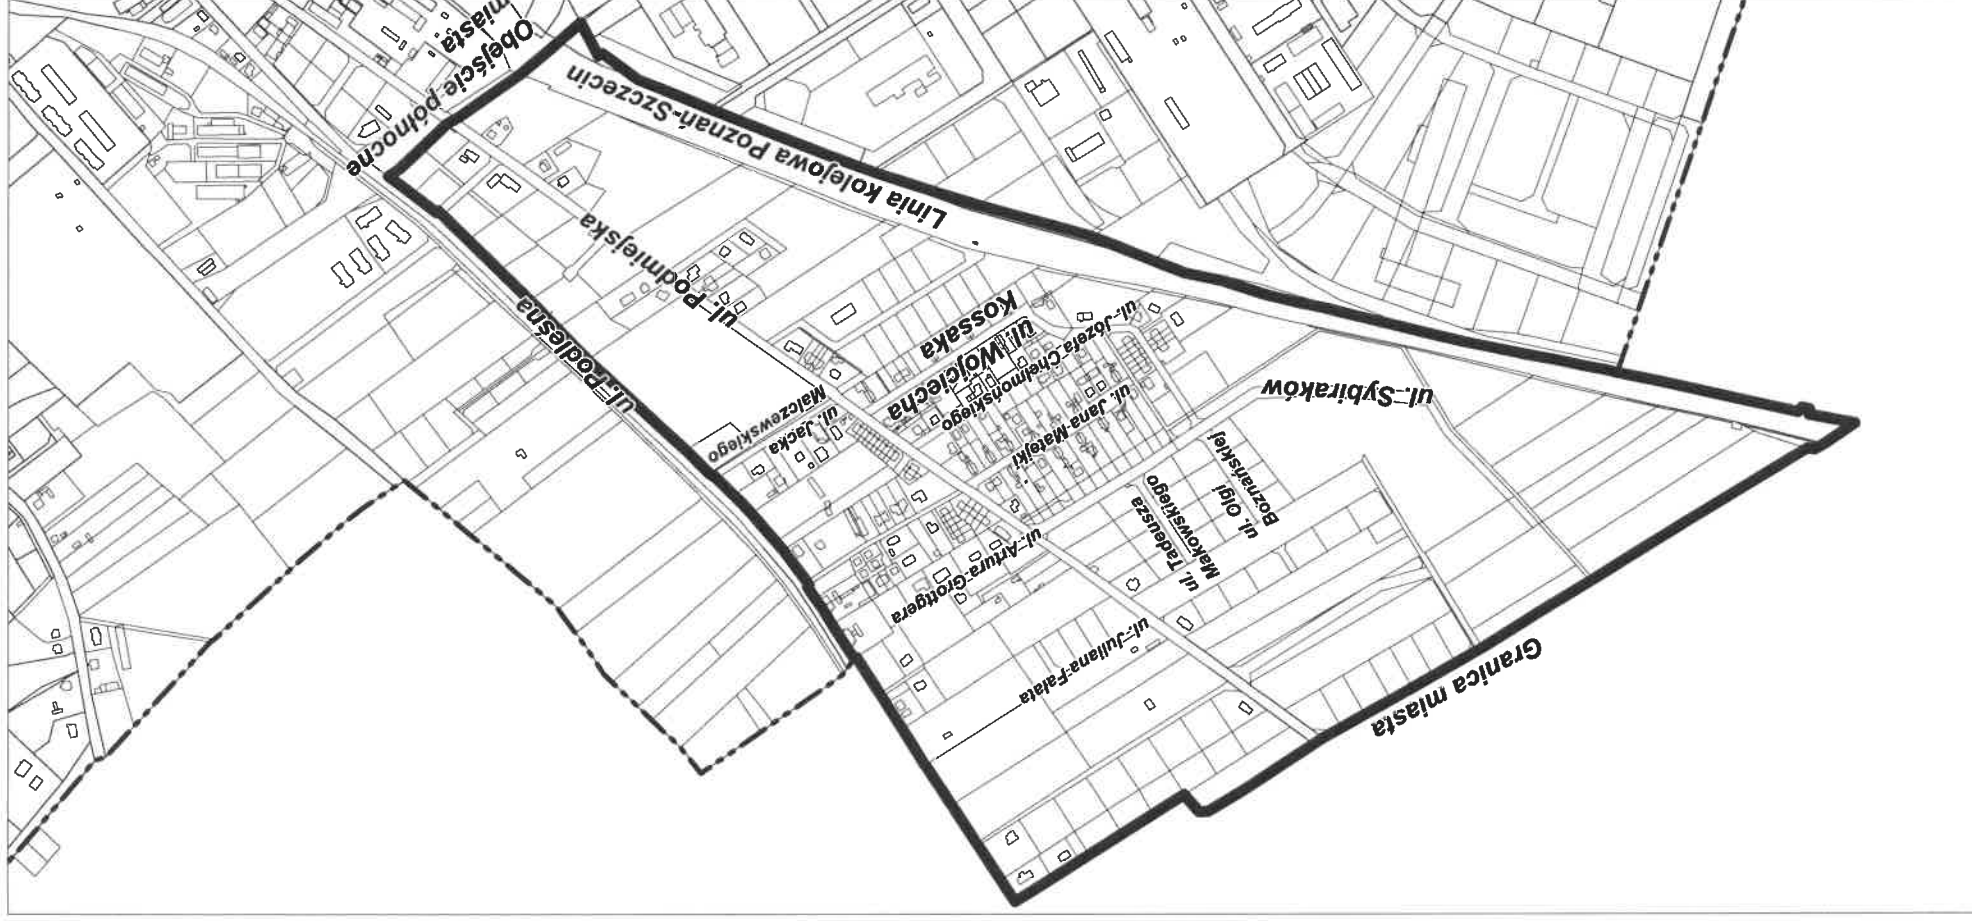 Granica miasta
ul. Juliana Fałata
ul. Tadeusza
Makowskiego
ul. Olgi
Boznańskiej
ul. Artura Grottgera
ul. Sybiraków
ul. Jana Matejki
ul. Jacka
Malczewskiego
ul. Józefa Chełmońskiego
ul. Wojciecha
Kossaka
ul. Podleśna
ul. Podmiejska
Linia kolejowa Poznań-Szczecin
Obejście północne
miasta